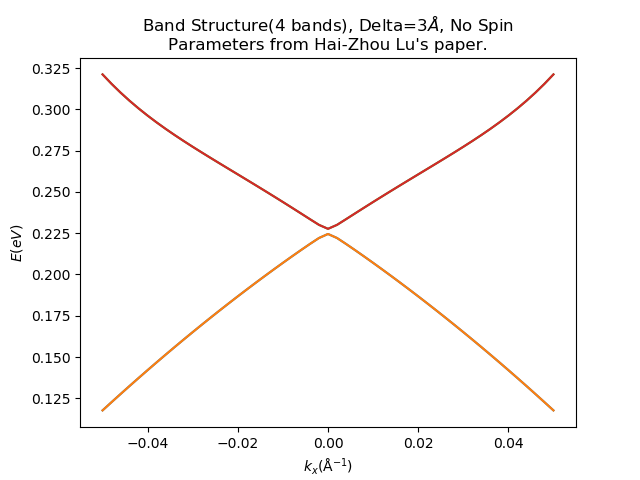 Band Structure(4 bands), Delta=3Å, No Spin
Parameters from Hai-Zhou Lu's paper.
0.325
0.300
0.275
0.250
0.225
0.200
0.175
0.150
0.125
E(eV)
−0.04 −0.02 0.00 0.02 0.04
kₓ(Å⁻¹)